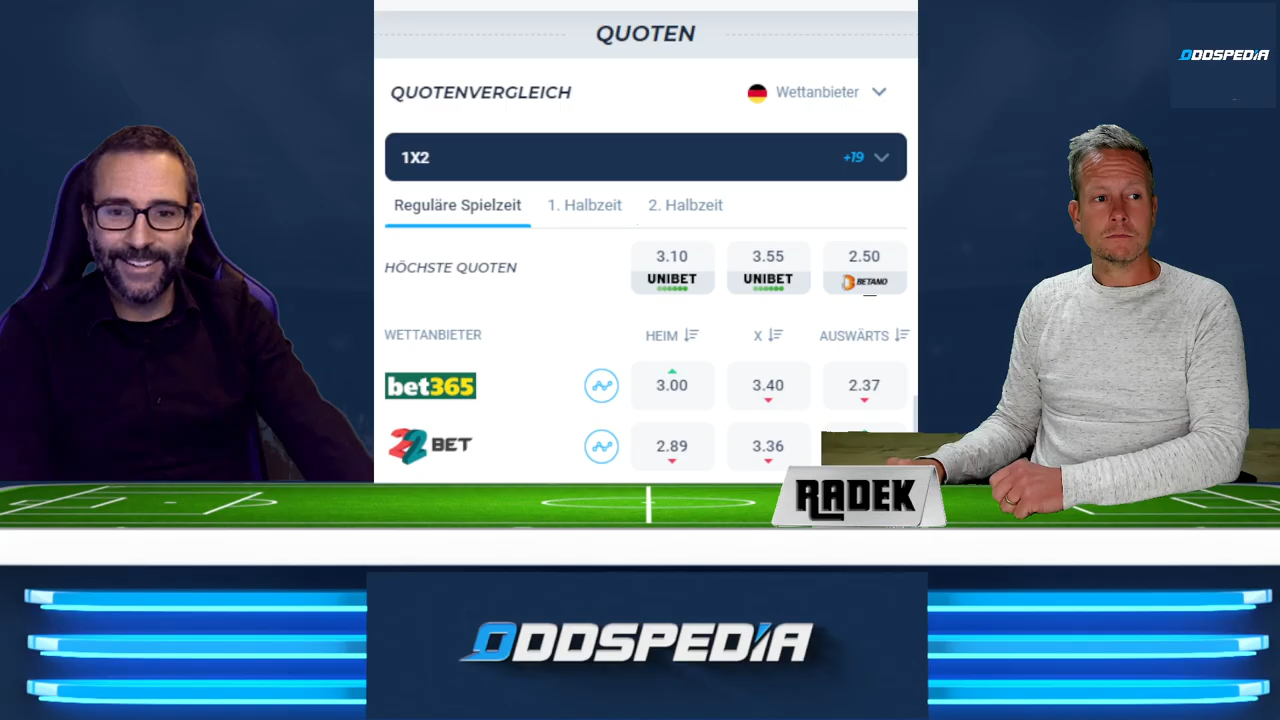 QUOTEN
ODDSPEDIA
QUOTENVERGLEICH
Wettanbieter
1X2
+19
Reguläre Spielzeit
1. Halbzeit
2. Halbzeit
HÖCHSTE QUOTEN
3.10
3.55
2.50
UNIBET
UNIBET
BETANO
WETTANBIETER
HEIM
X
AUSWÄRTS
bet365
3.00
3.40
2.37
22 BET
2.89
3.36
RADEK
ODDSPEDIA